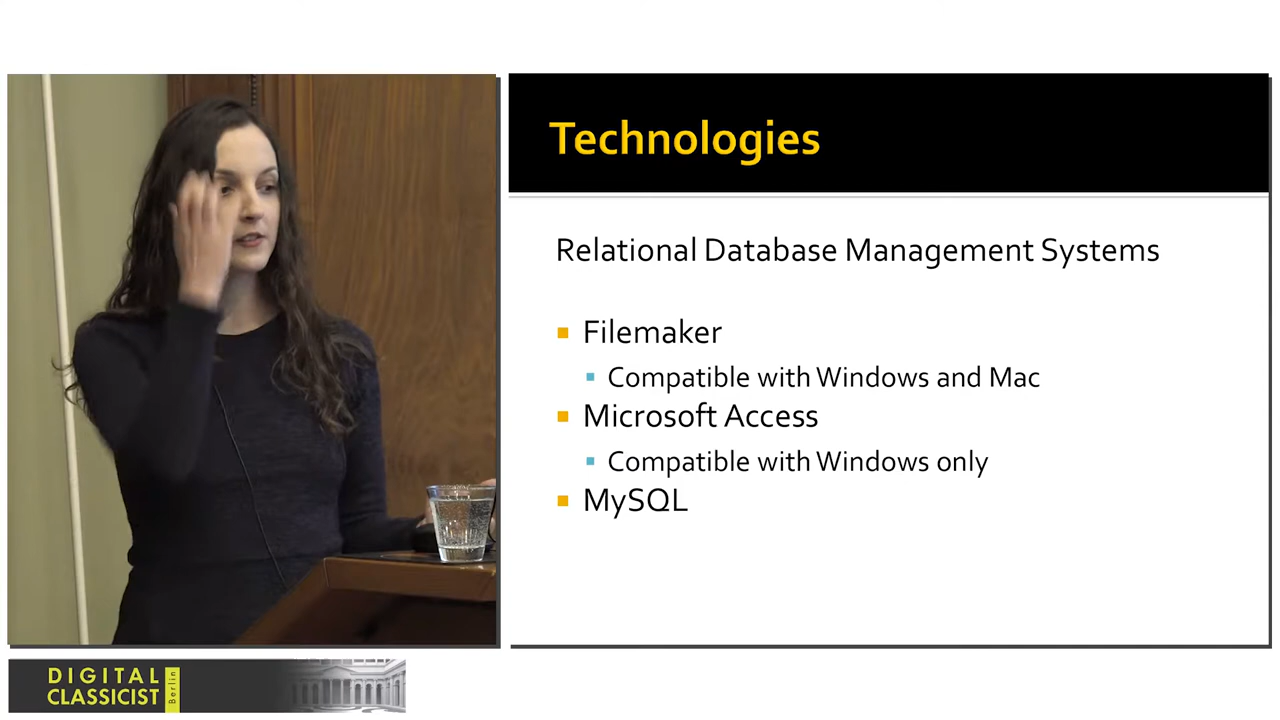 Technologies
Relational Database Management Systems
Filemaker
Compatible with Windows and Mac
Microsoft Access
Compatible with Windows only
MySQL
DIGITAL
CLASSICIST
Berlin